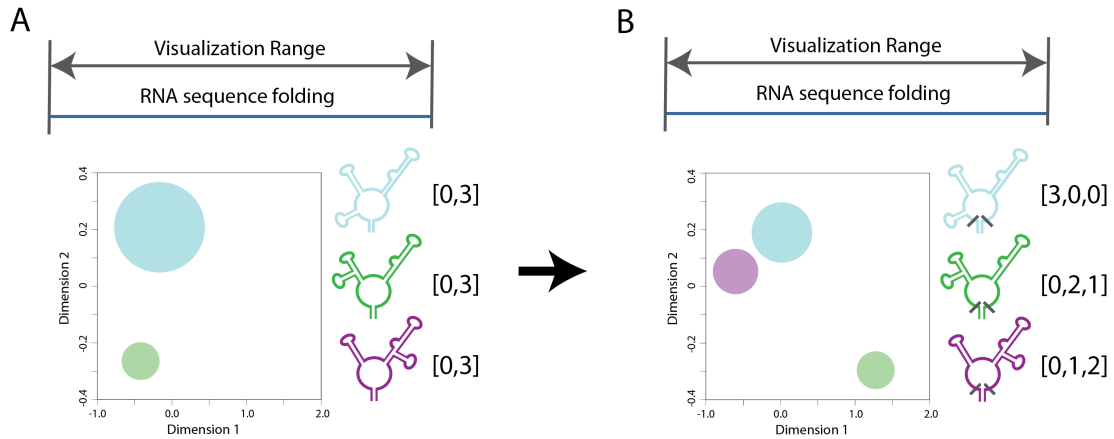 A
Visualization Range
RNA sequence folding
0.4
0.2
0
-0.2
-0.4
Dimension 2
-1.0
0.0
1.0
2.0
Dimension 1
[0,3]
[0,3]
[0,3]
B
Visualization Range
RNA sequence folding
0.4
0.2
0
-0.2
-0.4
Dimension 2
-1.0
0.0
1.0
2.0
Dimension 1
[3,0,0]
[0,2,1]
[0,1,2]